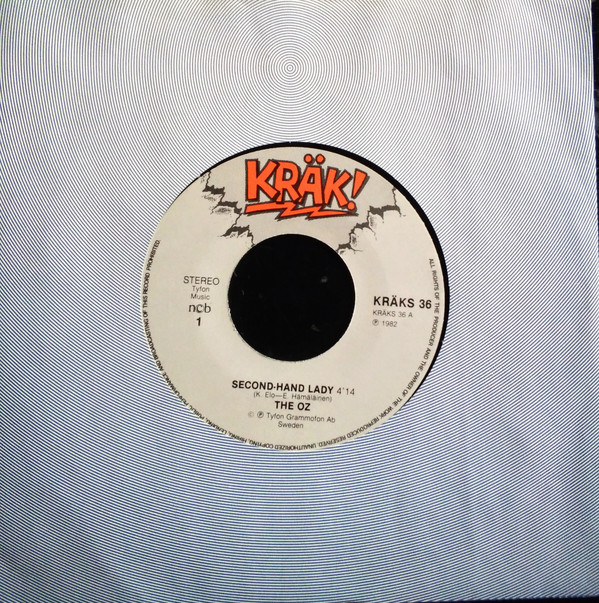 KRÄK!
STEREO
Tyfon
Music
ncb
1
KRÄKS 36
KRÄKS 36 A
℗ 1982
SECOND-HAND LADY 4'14
(K. Elo—E. Hämäläinen)
THE OZ
© ℗ Tyfon Grammofon Ab
Sweden
ALL RIGHTS OF THE PRODUCER AND THE OWNER OF THE WORK REPRODUCED RESERVED. UNAUTHORIZED COPYING, HIRING, LENDING, AND BROADCASTING OF THIS RECORD PROHIBITED.